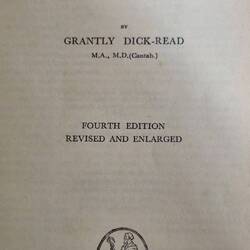 BY
GRANTLY DICK-READ
M.A., M.D.(Cantab.)
FOURTH EDITION
REVISED AND ENLARGED